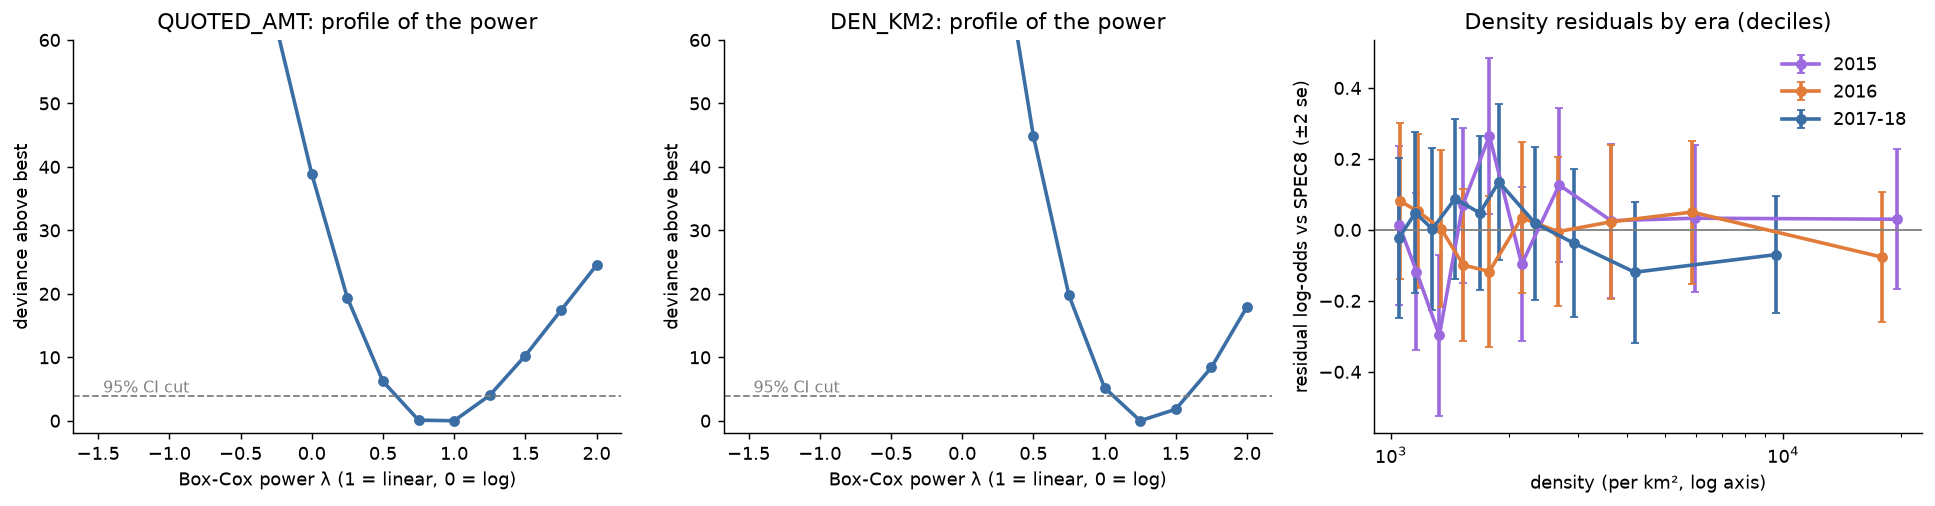 QUOTED_AMT: profile of the power
60
50
40
30
20
10
0
deviance above best
95% CI cut
−1.5 −1.0 −0.5 0.0 0.5 1.0 1.5 2.0
Box-Cox power λ (1 = linear, 0 = log)
DEN_KM2: profile of the power
60
50
40
30
20
10
0
deviance above best
95% CI cut
−1.5 −1.0 −0.5 0.0 0.5 1.0 1.5 2.0
Box-Cox power λ (1 = linear, 0 = log)
Density residuals by era (deciles)
2015
2016
2017-18
0.4
0.2
0.0
−0.2
−0.4
residual log-odds vs SPEC8 (±2 se)
10³ 10⁴
density (per km², log axis)